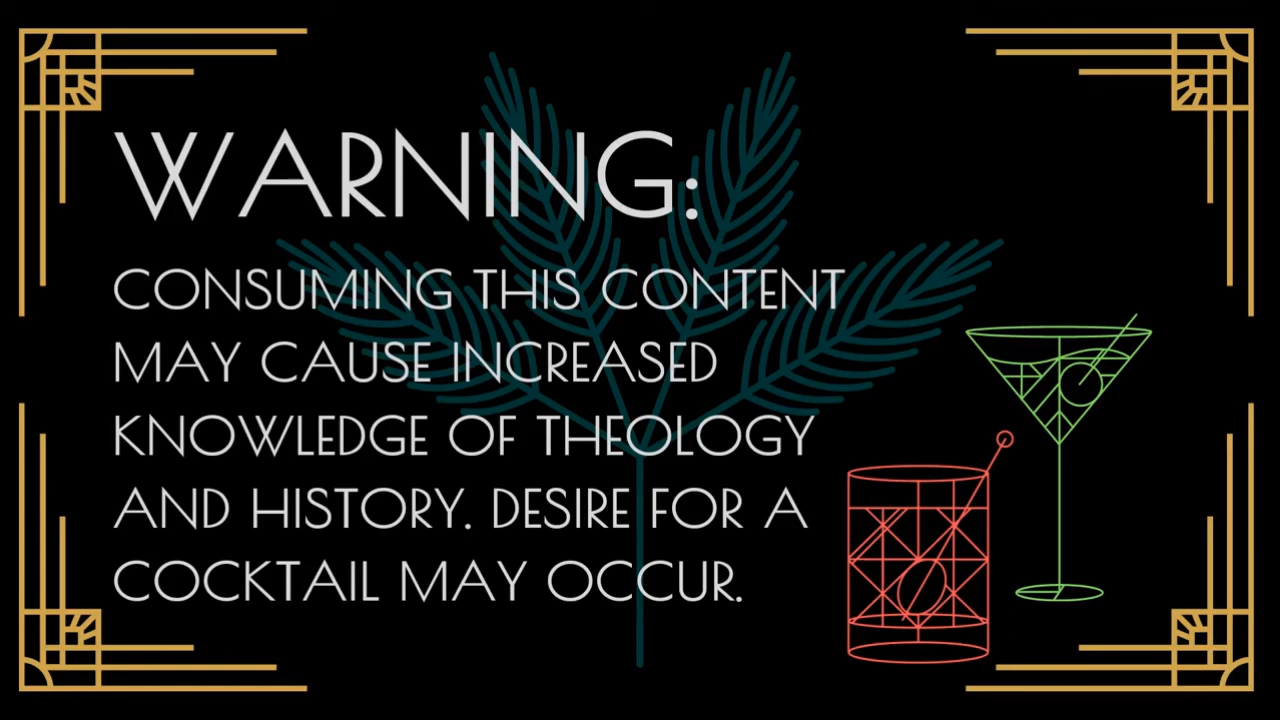 WARNING:
CONSUMING THIS CONTENT
MAY CAUSE INCREASED
KNOWLEDGE OF THEOLOGY
AND HISTORY. DESIRE FOR A
COCKTAIL MAY OCCUR.